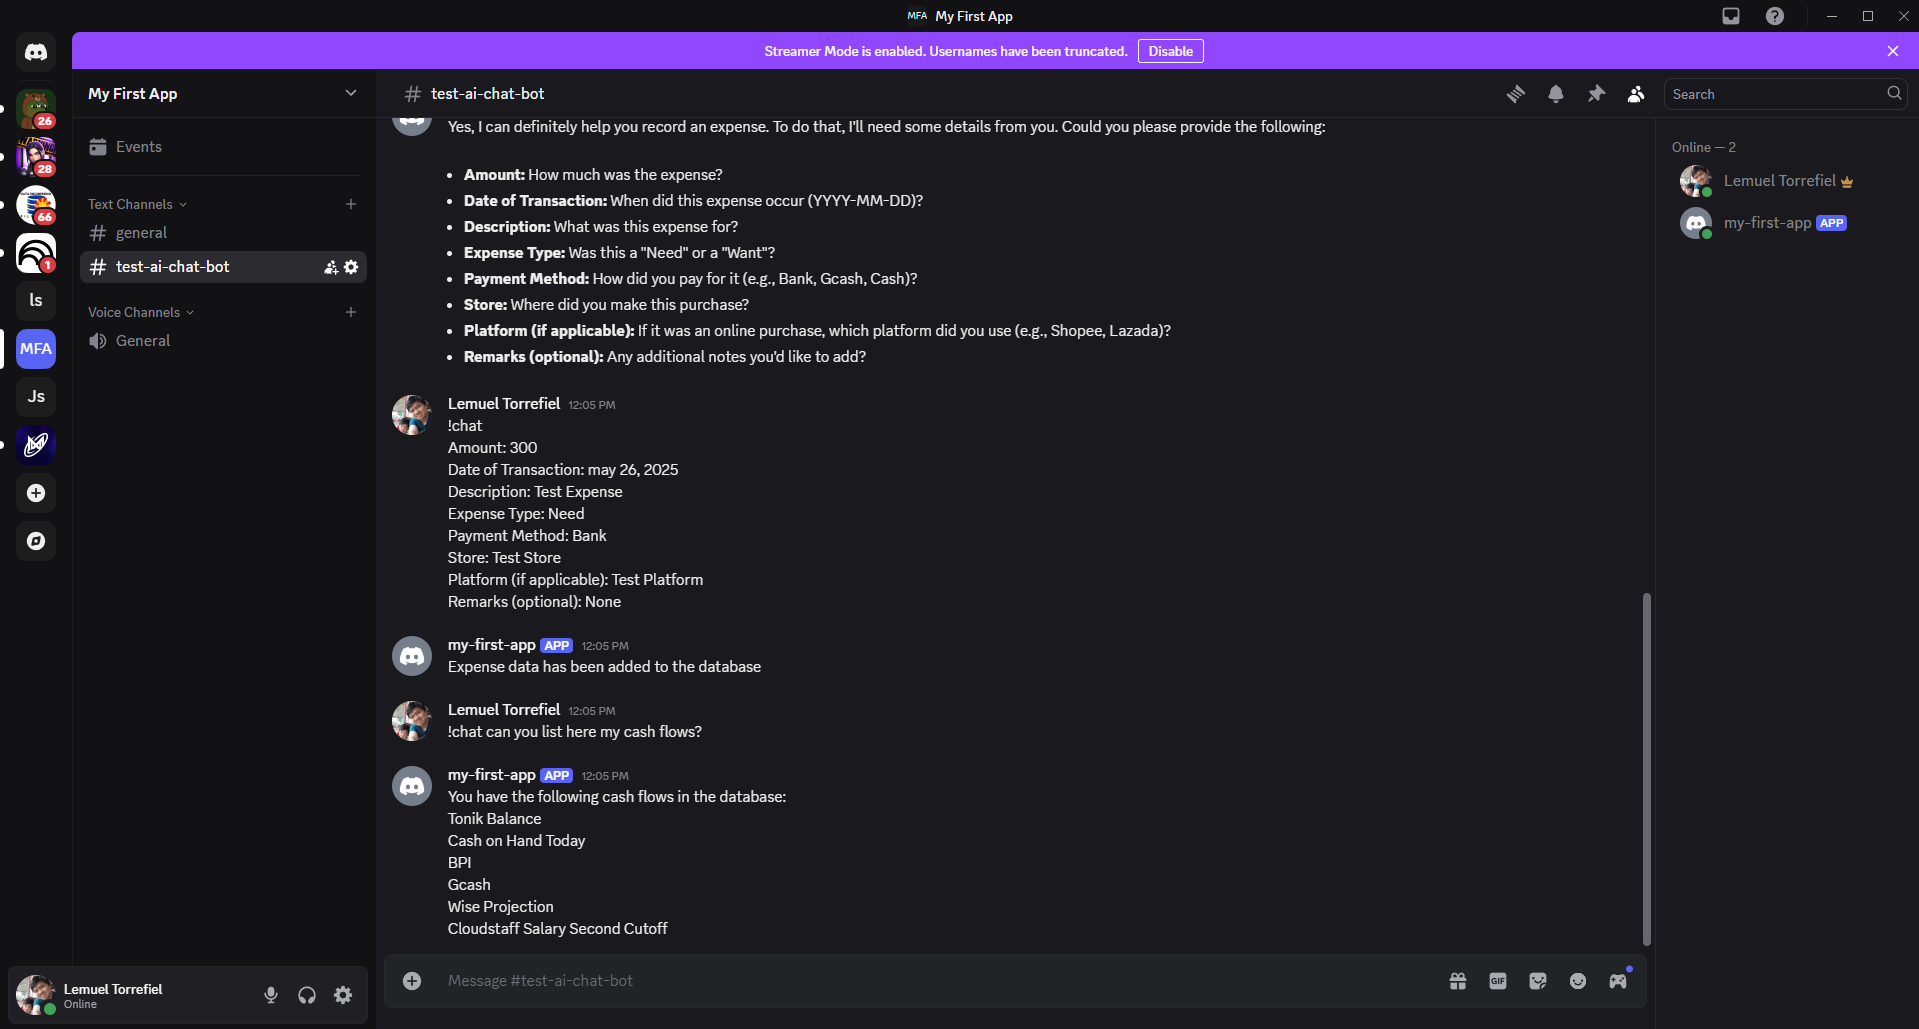 MFA My First App
Streamer Mode is enabled. Usernames have been truncated. Disable
My First App
# test-ai-chat-bot
Search
26
28
66
1
ls
MFA
Js
Events
Text Channels
general
test-ai-chat-bot
Voice Channels
General
Yes, I can definitely help you record an expense. To do that, I'll need some details from you. Could you please provide the following:
• Amount: How much was the expense?
• Date of Transaction: When did this expense occur (YYYY-MM-DD)?
• Description: What was this expense for?
• Expense Type: Was this a "Need" or a "Want"?
• Payment Method: How did you pay for it (e.g., Bank, Gcash, Cash)?
• Store: Where did you make this purchase?
• Platform (if applicable): If it was an online purchase, which platform did you use (e.g., Shopee, Lazada)?
• Remarks (optional): Any additional notes you'd like to add?
Lemuel Torrefiel 12:05 PM
!chat
Amount: 300
Date of Transaction: may 26, 2025
Description: Test Expense
Expense Type: Need
Payment Method: Bank
Store: Test Store
Platform (if applicable): Test Platform
Remarks (optional): None
my-first-app APP 12:05 PM
Expense data has been added to the database
Lemuel Torrefiel 12:05 PM
!chat can you list here my cash flows?
my-first-app APP 12:05 PM
You have the following cash flows in the database:
Tonik Balance
Cash on Hand Today
BPI
Gcash
Wise Projection
Cloudstaff Salary Second Cutoff
Message #test-ai-chat-bot
GIF
Online — 2
Lemuel Torrefiel
my-first-app APP
Lemuel Torrefiel
Online